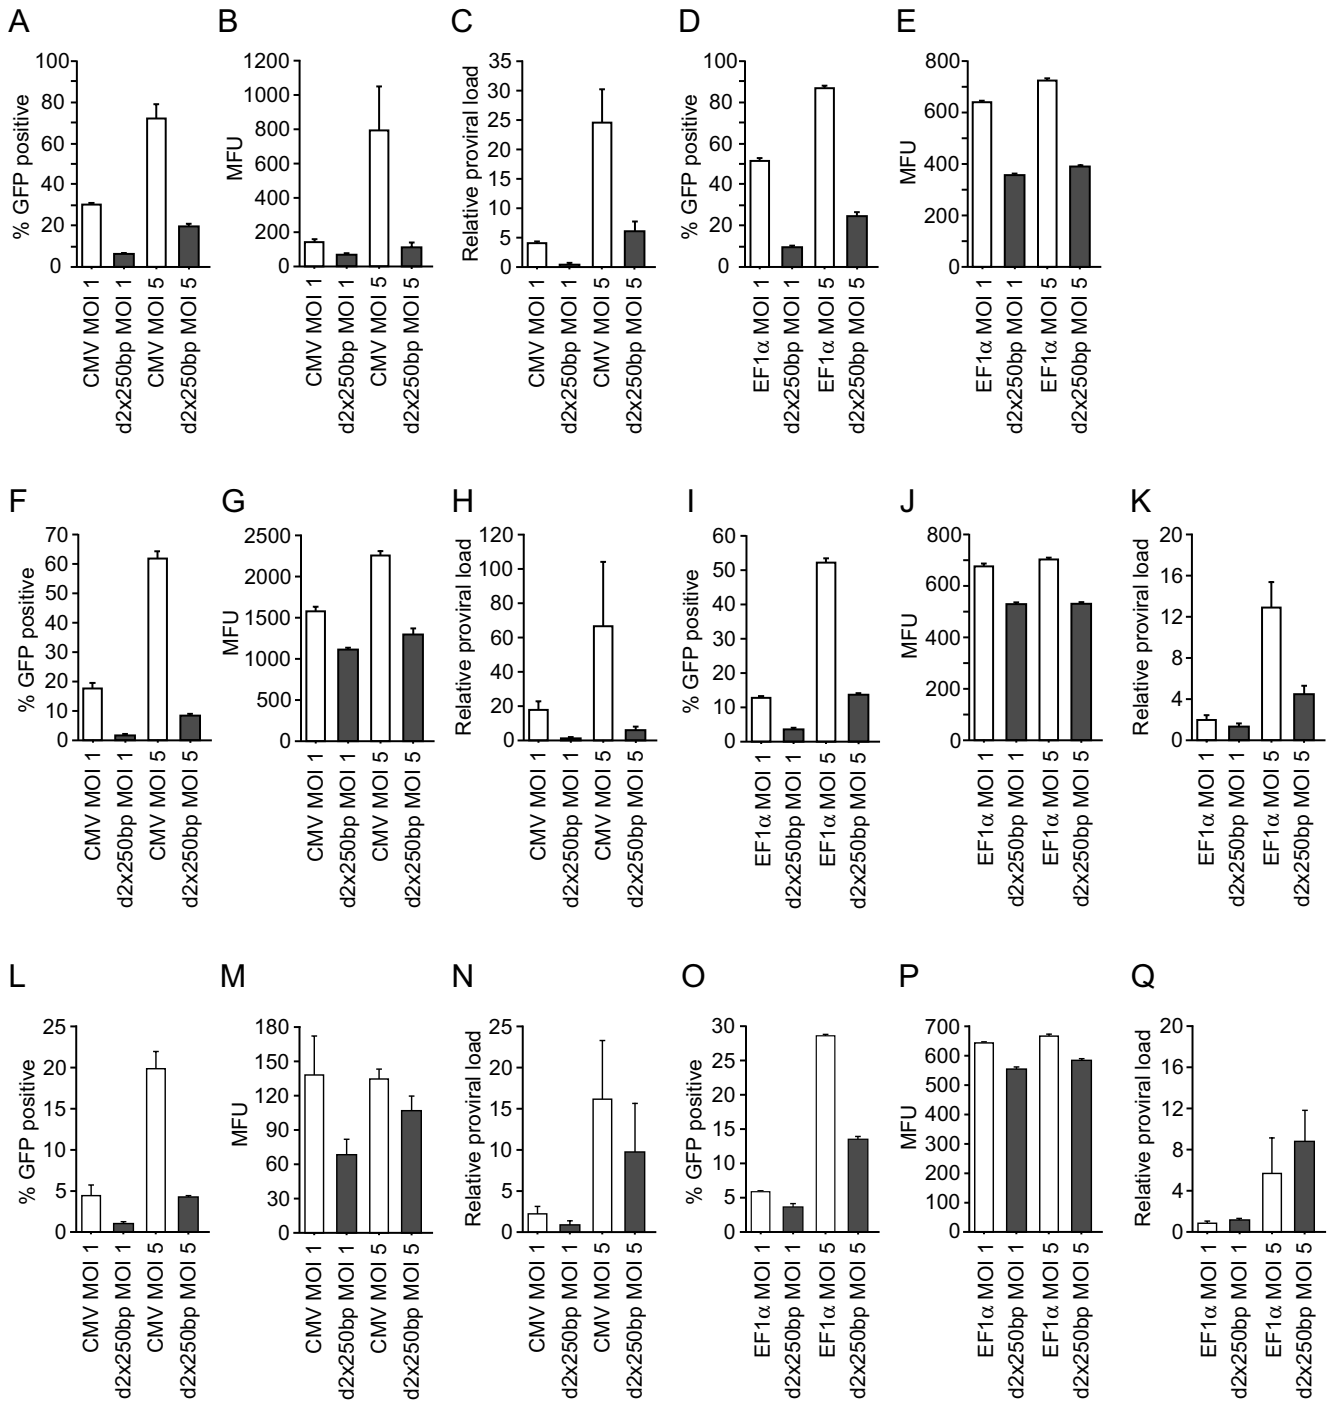 A
B
C
D
E
% GFP positive
100
80
60
40
20
0
CMV MOI 1
d2x250bp MOI 1
CMV MOI 5
d2x250bp MOI 5
MFU
1200
1000
800
600
400
200
0
CMV MOI 1
d2x250bp MOI 1
CMV MOI 5
d2x250bp MOI 5
Relative proviral load
35
30
25
20
15
10
5
0
CMV MOI 1
d2x250bp MOI 1
CMV MOI 5
d2x250bp MOI 5
% GFP positive
100
80
60
40
20
0
EF1α MOI 1
d2x250bp MOI 1
EF1α MOI 5
d2x250bp MOI 5
MFU
800
600
400
200
0
EF1α MOI 1
d2x250bp MOI 1
EF1α MOI 5
d2x250bp MOI 5
F
G
H
I
J
K
% GFP positive
70
60
50
40
30
20
10
0
CMV MOI 1
d2x250bp MOI 1
CMV MOI 5
d2x250bp MOI 5
MFU
2500
2000
1500
1000
500
0
CMV MOI 1
d2x250bp MOI 1
CMV MOI 5
d2x250bp MOI 5
Relative proviral load
120
100
80
60
40
20
0
CMV MOI 1
d2x250bp MOI 1
CMV MOI 5
d2x250bp MOI 5
% GFP positive
60
50
40
30
20
10
0
EF1α MOI 1
d2x250bp MOI 1
EF1α MOI 5
d2x250bp MOI 5
MFU
800
600
400
200
0
EF1α MOI 1
d2x250bp MOI 1
EF1α MOI 5
d2x250bp MOI 5
Relative proviral load
20
16
12
8
4
0
EF1α MOI 1
d2x250bp MOI 1
EF1α MOI 5
d2x250bp MOI 5
L
M
N
O
P
Q
% GFP positive
25
20
15
10
5
0
CMV MOI 1
d2x250bp MOI 1
CMV MOI 5
d2x250bp MOI 5
MFU
180
150
120
90
60
30
0
CMV MOI 1
d2x250bp MOI 1
CMV MOI 5
d2x250bp MOI 5
Relative proviral load
25
20
15
10
5
0
CMV MOI 1
d2x250bp MOI 1
CMV MOI 5
d2x250bp MOI 5
% GFP positive
30
25
20
15
10
5
0
EF1α MOI 1
d2x250bp MOI 1
EF1α MOI 5
d2x250bp MOI 5
MFU
700
600
500
400
300
200
100
0
EF1α MOI 1
d2x250bp MOI 1
EF1α MOI 5
d2x250bp MOI 5
Relative proviral load
20
16
12
8
4
0
EF1α MOI 1
d2x250bp MOI 1
EF1α MOI 5
d2x250bp MOI 5